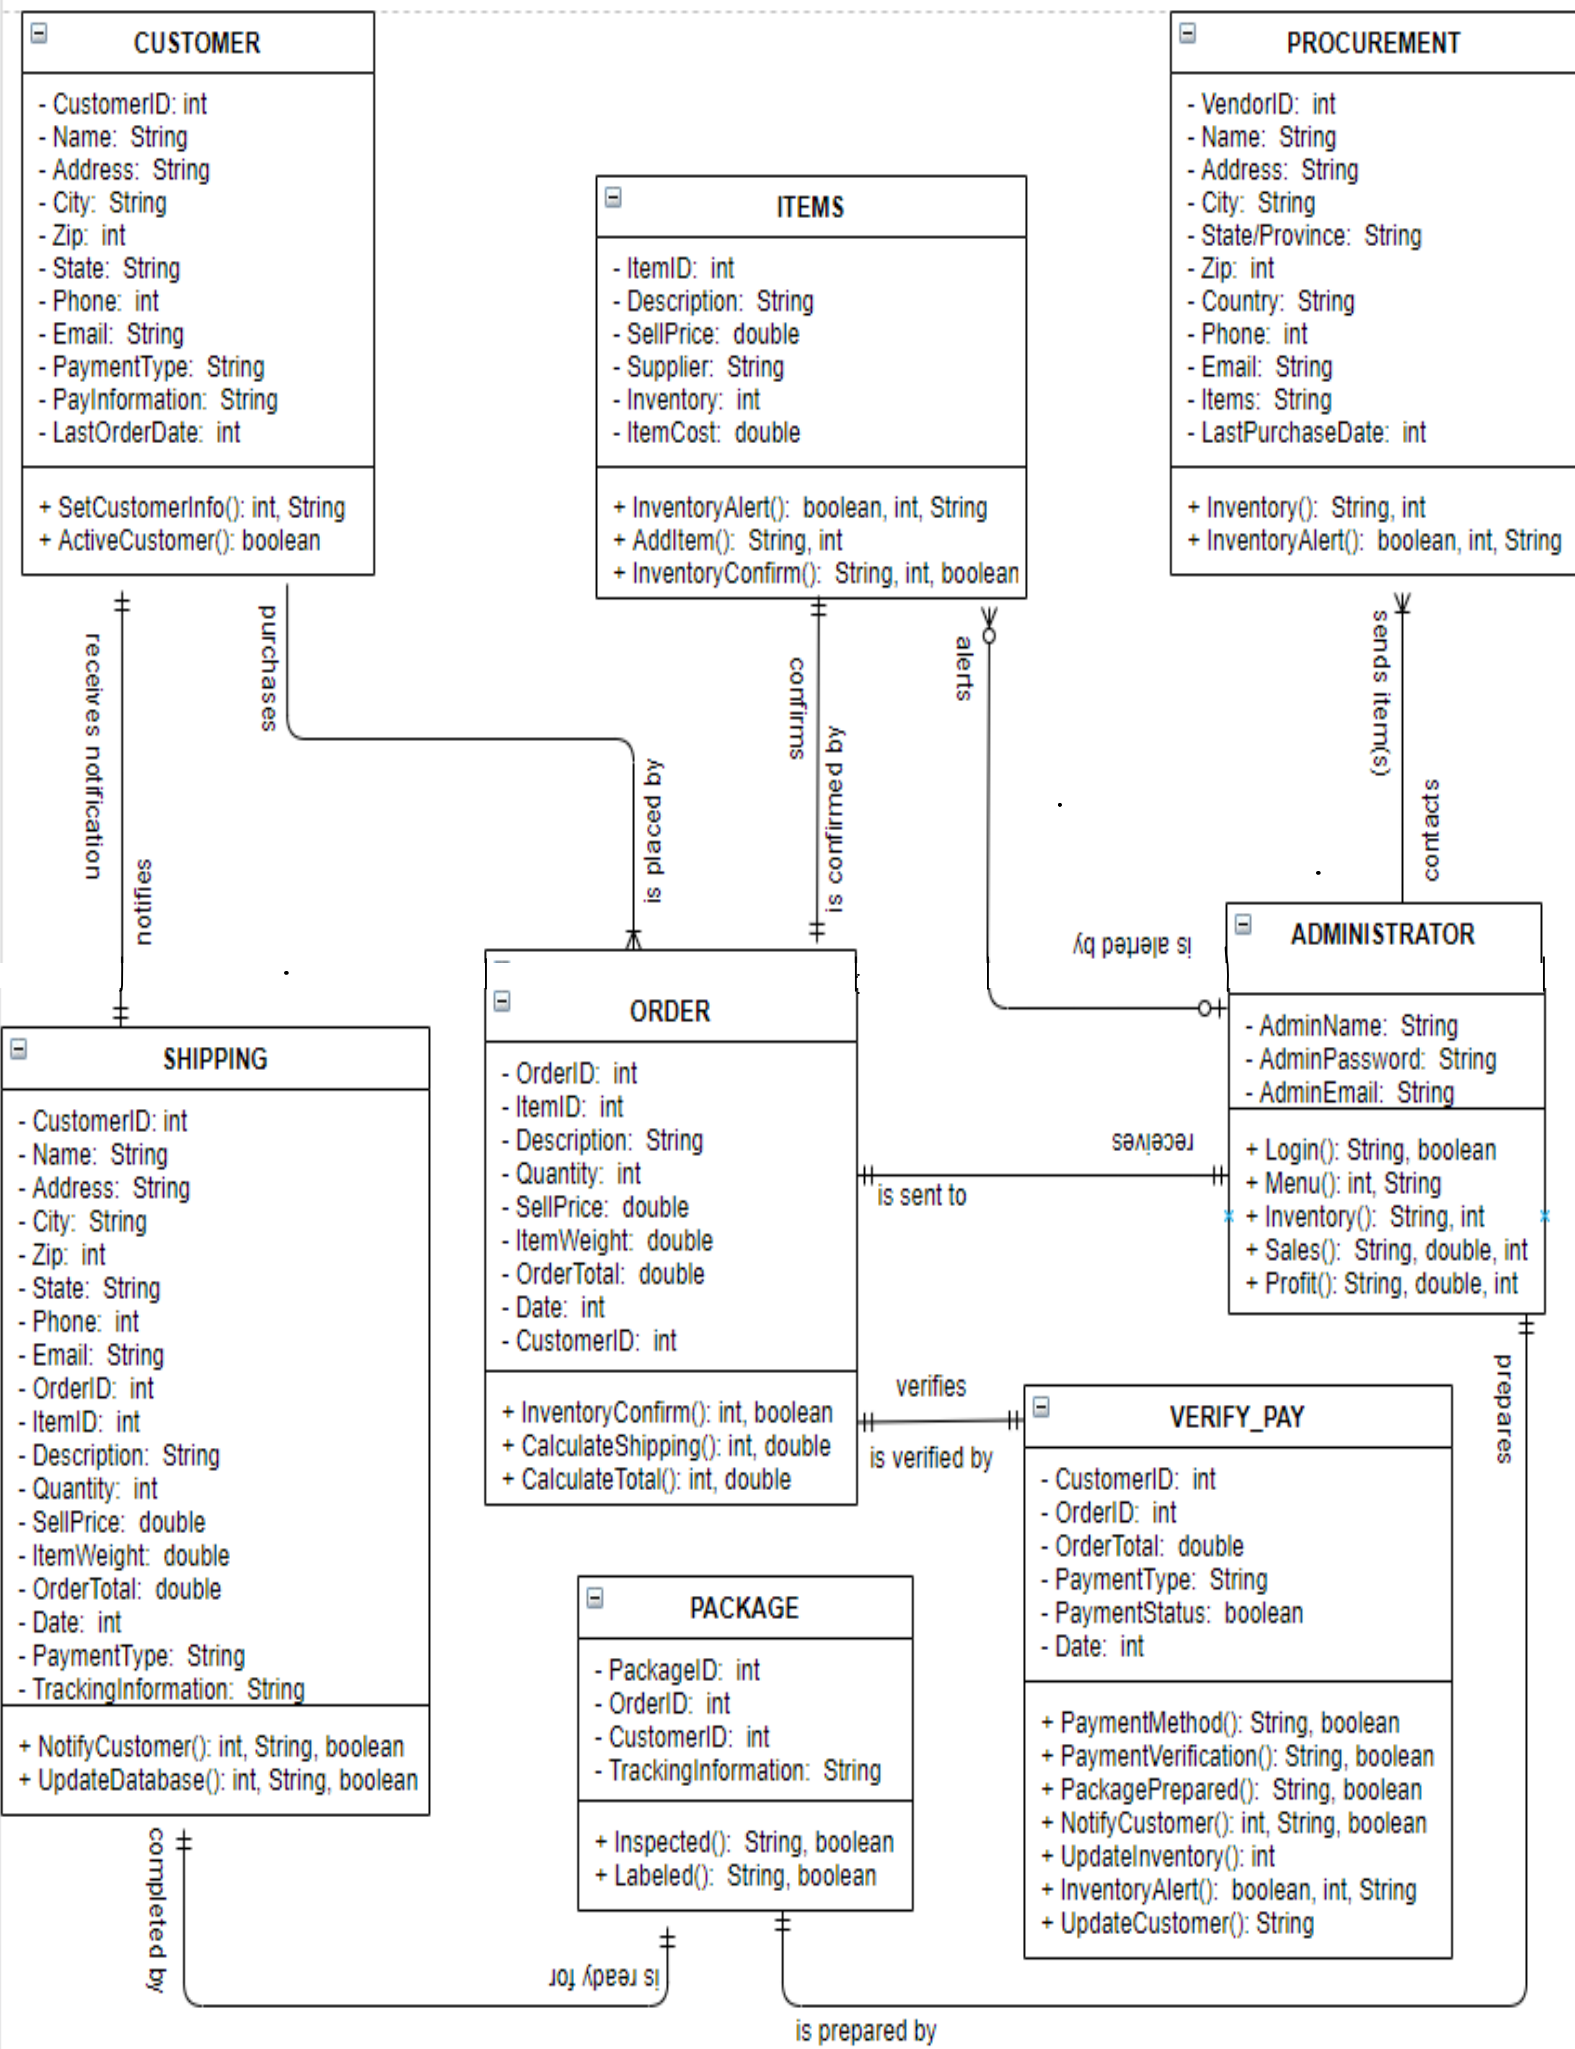 CUSTOMER
- CustomerID: int
- Name: String
- Address: String
- City: String
- Zip: int
- State: String
- Phone: int
- Email: String
- PaymentType: String
- PayInformation: String
- LastOrderDate: int
+ SetCustomerInfo(): int, String
+ ActiveCustomer(): boolean
ITEMS
- ItemID: int
- Description: String
- SellPrice: double
- Supplier: String
- Inventory: int
- ItemCost: double
+ InventoryAlert(): boolean, int, String
+ AddItem(): String, int
+ InventoryConfirm(): String, int, boolean
PROCUREMENT
- VendorID: int
- Name: String
- Address: String
- City: String
- State/Province: String
- Zip: int
- Country: String
- Phone: int
- Email: String
- Items: String
- LastPurchaseDate: int
+ Inventory(): String, int
+ InventoryAlert(): boolean, int, String
receives notification
notifies
purchases
is placed by
confirms
is confirmed by
alerts
is alerted by
sends item(s)
contacts
SHIPPING
- CustomerID: int
- Name: String
- Address: String
- City: String
- Zip: int
- State: String
- Phone: int
- Email: String
- OrderID: int
- ItemID: int
- Description: String
- Quantity: int
- SellPrice: double
- ItemWeight: double
- OrderTotal: double
- Date: int
- PaymentType: String
- TrackingInformation: String
+ NotifyCustomer(): int, String, boolean
+ UpdateDatabase(): int, String, boolean
ORDER
- OrderID: int
- ItemID: int
- Description: String
- Quantity: int
- SellPrice: double
- ItemWeight: double
- OrderTotal: double
- Date: int
- CustomerID: int
+ InventoryConfirm(): int, boolean
+ CalculateShipping(): int, double
+ CalculateTotal(): int, double
ADMINISTRATOR
- AdminName: String
- AdminPassword: String
- AdminEmail: String
+ Login(): String, boolean
+ Menu(): int, String
+ Inventory(): String, int
+ Sales(): String, double, int
+ Profit(): String, double, int
receives
is sent to
verifies
is verified by
prepares
VERIFY_PAY
- CustomerID: int
- OrderID: int
- OrderTotal: double
- PaymentType: String
- PaymentStatus: boolean
- Date: int
+ PaymentMethod(): String, boolean
+ PaymentVerification(): String, boolean
+ PackagePrepared(): String, boolean
+ NotifyCustomer(): int, String, boolean
+ UpdateInventory(): int
+ InventoryAlert(): boolean, int, String
+ UpdateCustomer(): String
PACKAGE
- PackageID: int
- OrderID: int
- CustomerID: int
- TrackingInformation: String
+ Inspected(): String, boolean
+ Labeled(): String, boolean
completed by
is ready for
is prepared by